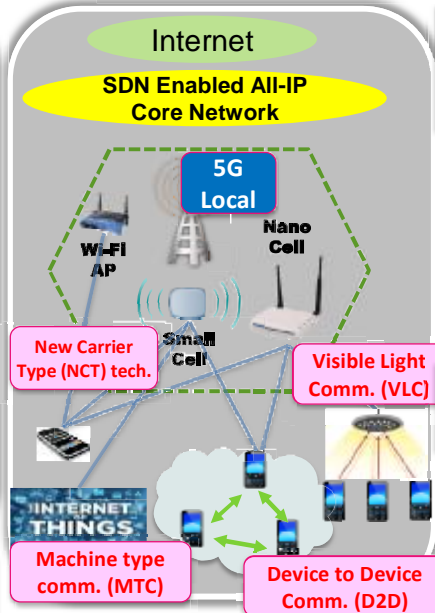 Internet
SDN Enabled All-IP
Core Network
5G
Local
Wi-Fi
AP
Nano
Cell
Small
Cell
New Carrier
Type (NCT) tech.
Visible Light
Comm. (VLC)
INTERNET
THINGS
Machine type
comm. (MTC)
Device to Device
Comm. (D2D)